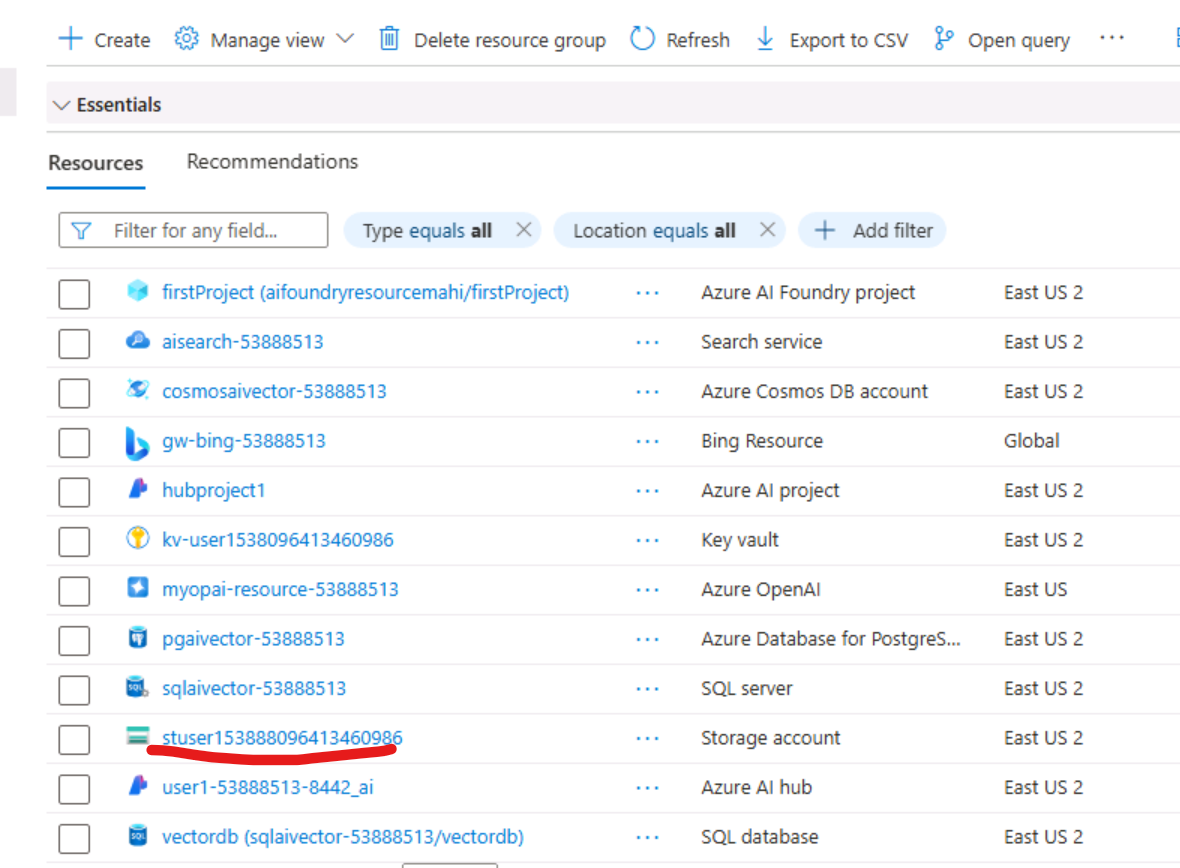 Create Manage view Delete resource group Refresh Export to CSV Open query ...
Essentials
Resources Recommendations
Filter for any field... Type equals all Location equals all Add filter
firstProject (aifoundryresourcemahi/firstProject) ... Azure AI Foundry project East US 2
aisearch-53888513 ... Search service East US 2
cosmosaivector-53888513 ... Azure Cosmos DB account East US 2
gw-bing-53888513 ... Bing Resource Global
hubproject1 ... Azure AI project East US 2
kv-user1538096413460986 ... Key vault East US 2
myopai-resource-53888513 ... Azure OpenAI East US
pgaivector-53888513 ... Azure Database for PostgreS... East US 2
SQL sqlaivector-53888513 ... SQL server East US 2
stuser153888096413460986 ... Storage account East US 2
user1-53888513-8442_ai ... Azure AI hub East US 2
SQL vectordb (sqlaivector-53888513/vectordb) ... SQL database East US 2